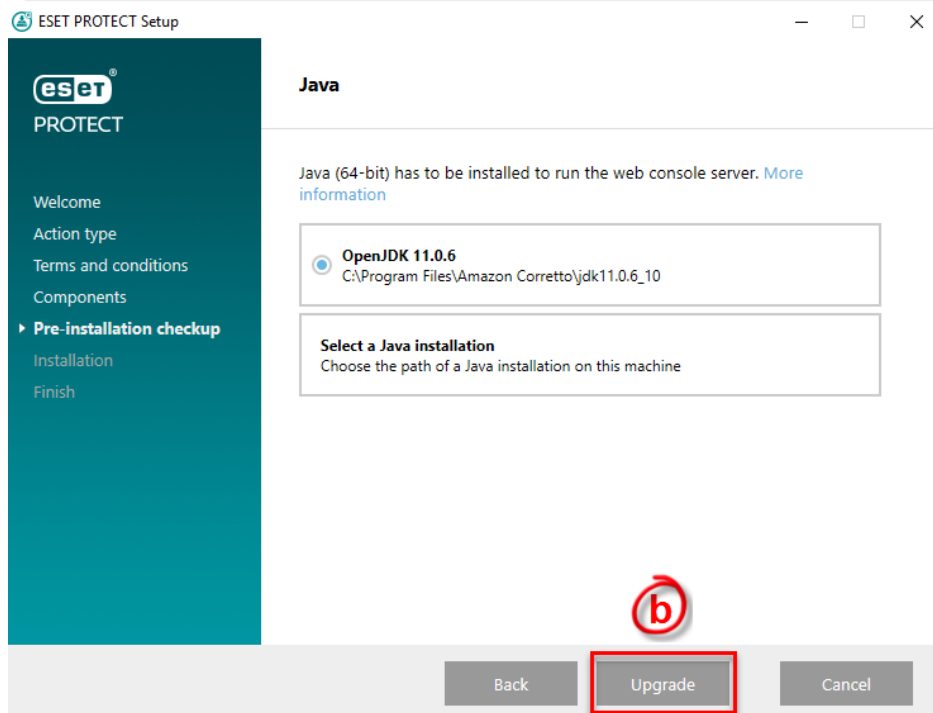 ESET PROTECT Setup
eseT®
PROTECT
Welcome
Action type
Terms and conditions
Components
Pre-installation checkup
Installation
Finish
Java
Java (64-bit) has to be installed to run the web console server. More
information
OpenJDK 11.0.6
C:\Program Files\Amazon Corretto\jdk11.0.6_10
Select a Java installation
Choose the path of a Java installation on this machine
b
Back
Upgrade
Cancel